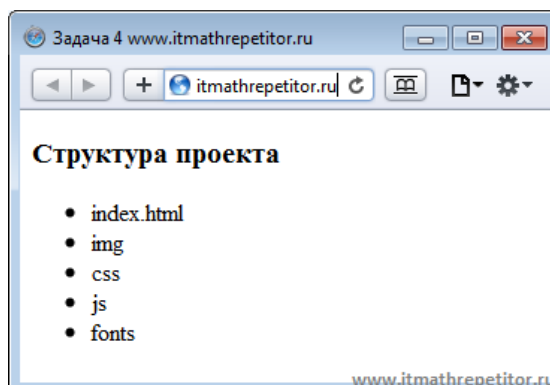 Задача 4 www.itmathrepetitor.ru
itmathrepetitor.ru
Структура проекта
index.html
img
css
js
fonts
www.itmathrepetitor.ru